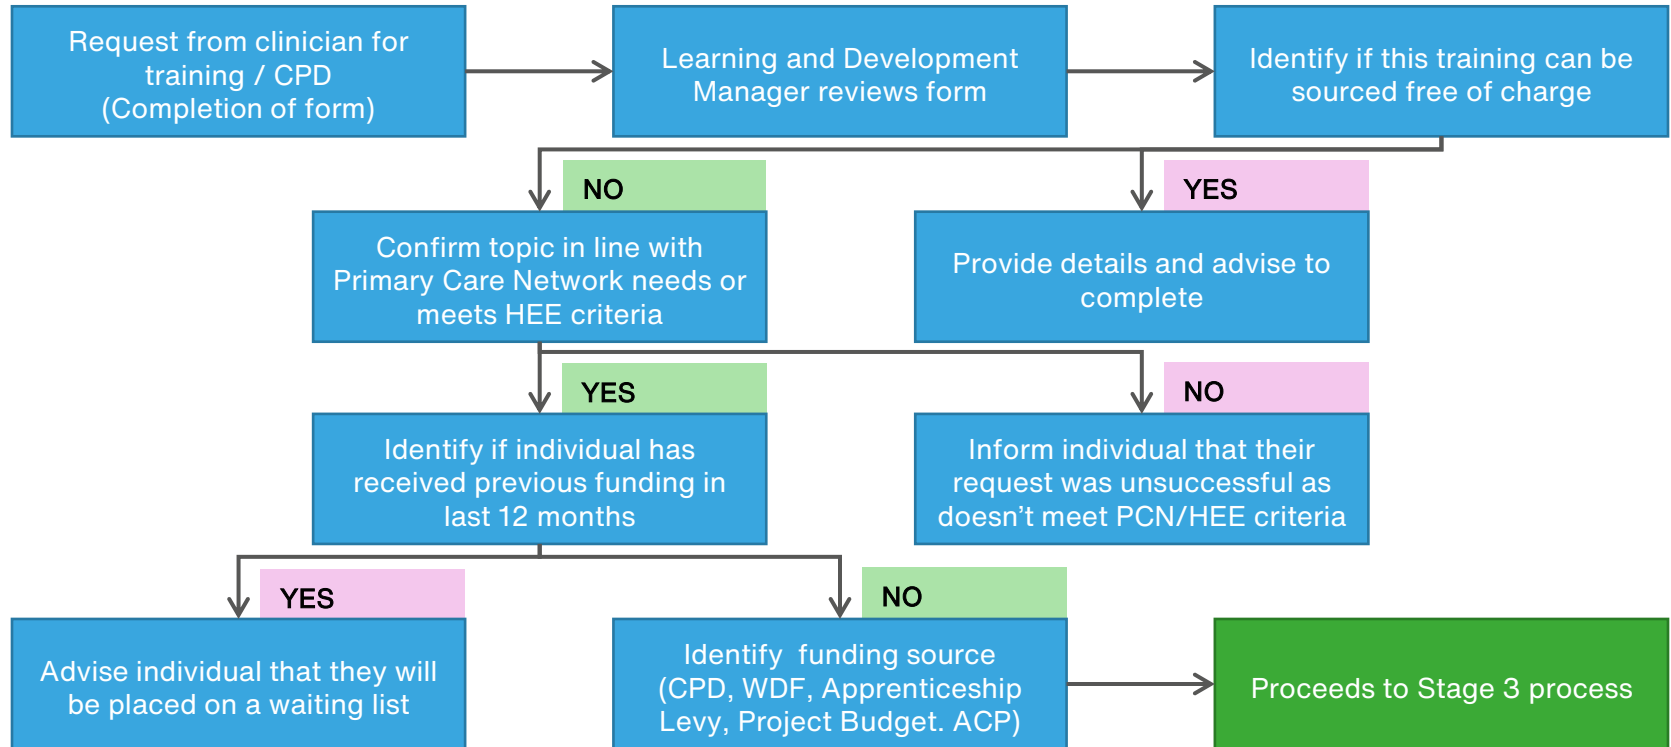 Request from clinician for
training / CPD
(Completion of form)
Learning and Development
Manager reviews form
Identify if this training can be
sourced free of charge
NO
YES
Confirm topic in line with
Primary Care Network needs or
meets HEE criteria
Provide details and advise to
complete
YES
NO
Identify if individual has
received previous funding in
last 12 months
Inform individual that their
request was unsuccessful as
doesn’t meet PCN/HEE criteria
YES
NO
Advise individual that they will
be placed on a waiting list
Identify  funding source
(CPD, WDF, Apprenticeship
Levy, Project Budget. ACP)
Proceeds to Stage 3 process